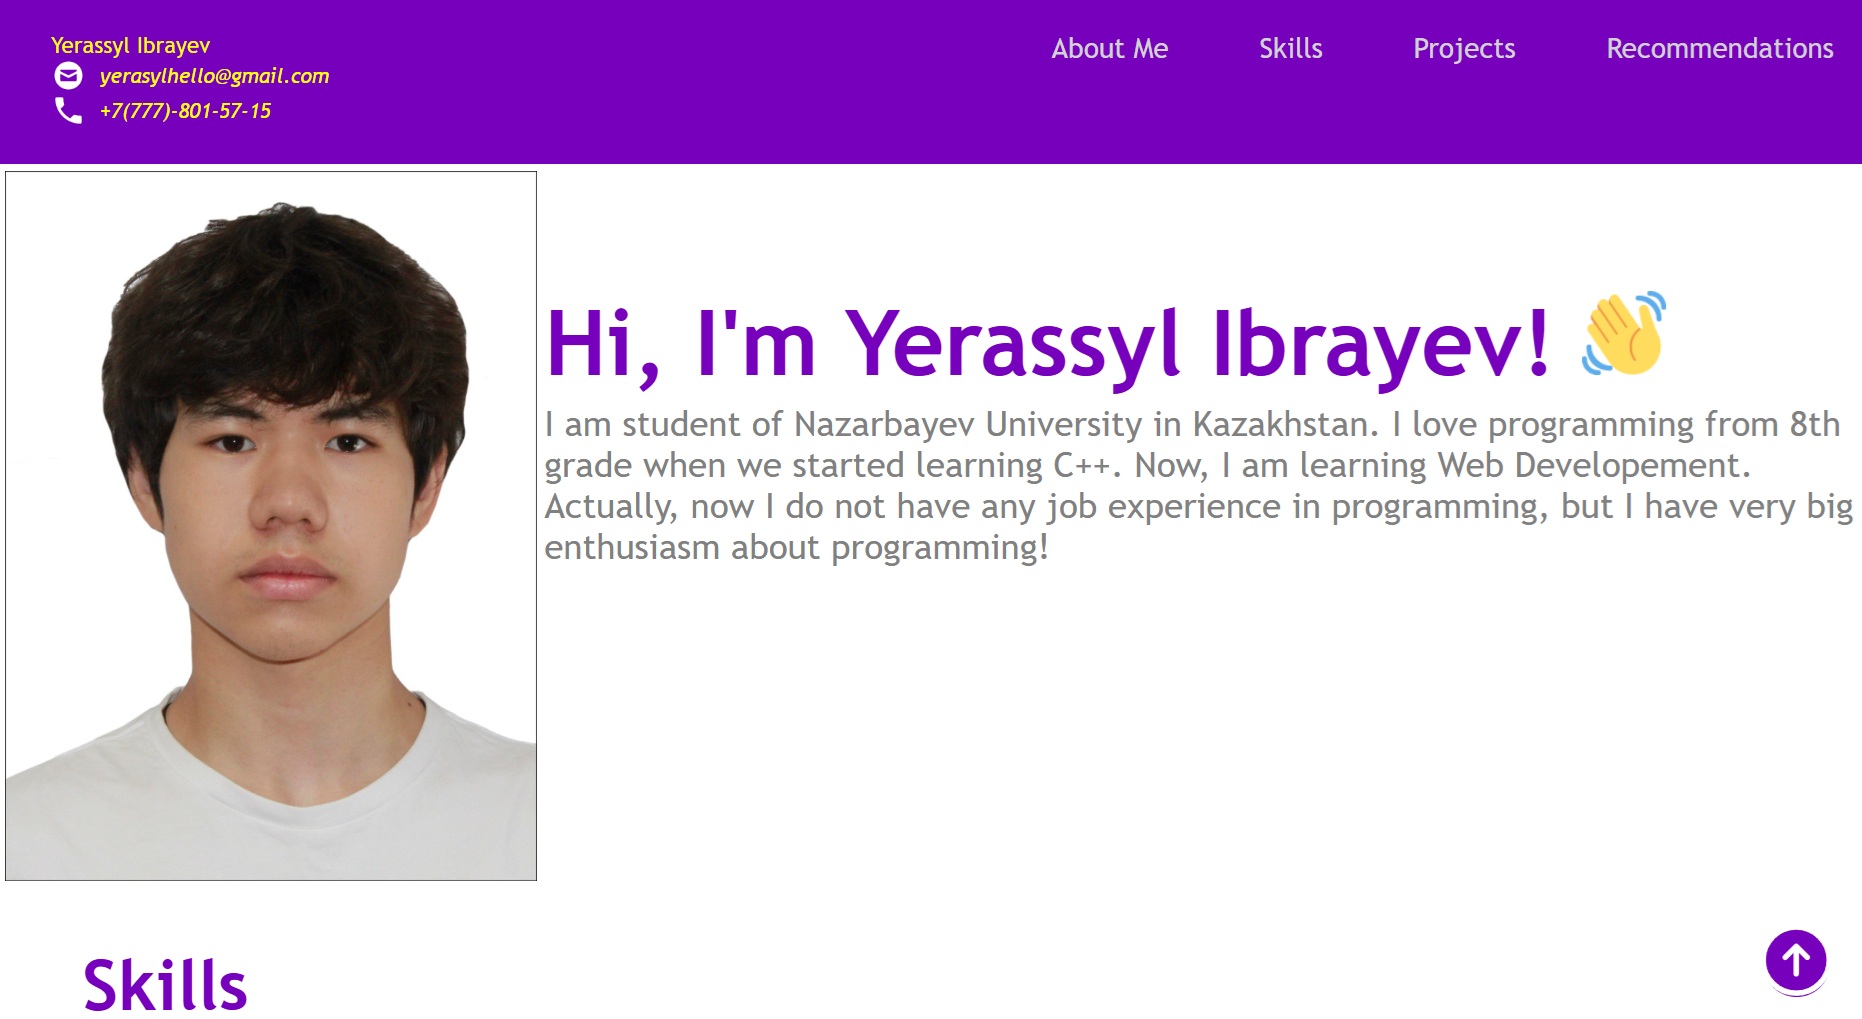 Yerassyl Ibrayev
yerasylhello@gmail.com
+7(777)-801-57-15
About Me
Skills
Projects
Recommendations
Hi, I'm Yerassyl Ibrayev! 👋
I am student of Nazarbayev University in Kazakhstan. I love programming from 8th
grade when we started learning C++. Now, I am learning Web Developement.
Actually, now I do not have any job experience in programming, but I have very big
enthusiasm about programming!
Skills